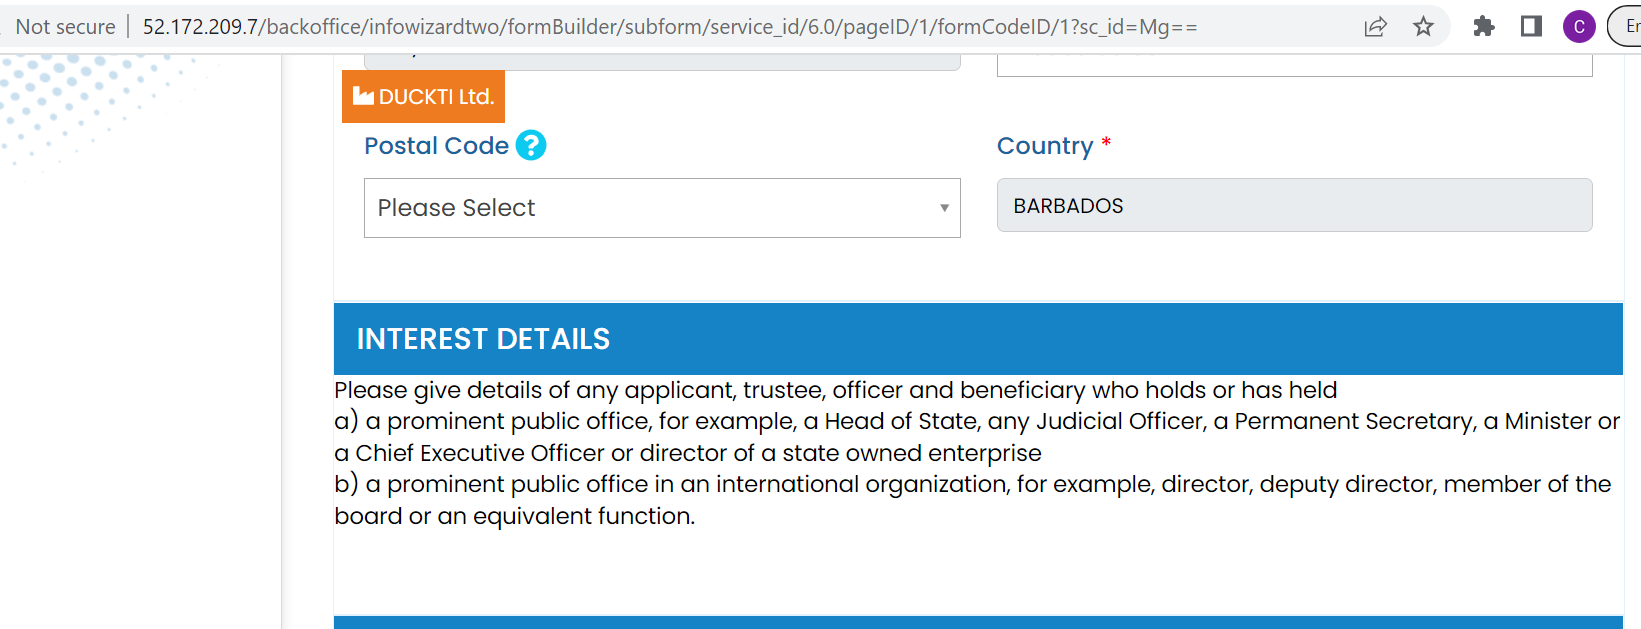 Not secure 52.172.209.7/backoffice/infowizardtwo/formBuilder/subform/service_id/6.0/pageID/1/formCodeID/1?sc_id=Mg==
C
DUCKTI Ltd.
Postal Code ? Country *
Please Select BARBADOS
INTEREST DETAILS
Please give details of any applicant, trustee, officer and beneficiary who holds or has held
a) a prominent public office, for example, a Head of State, any Judicial Officer, a Permanent Secretary, a Minister or
a Chief Executive Officer or director of a state owned enterprise
b) a prominent public office in an international organization, for example, director, deputy director, member of the
board or an equivalent function.